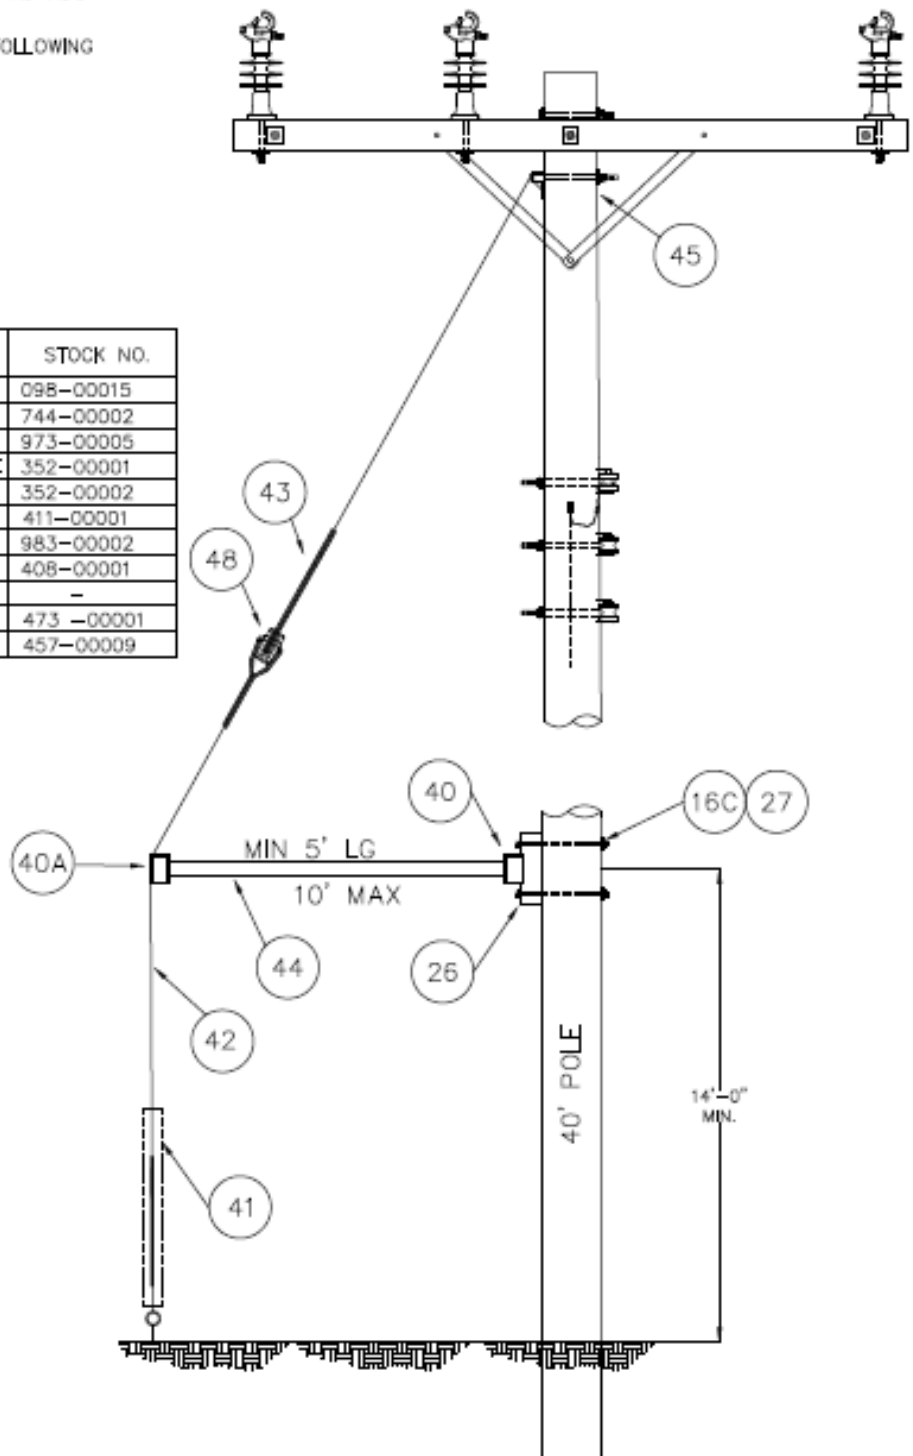 OLLOWING
STOCK NO.
098-00015
744-00002
973-00005
352-00001
352-00002
411-00001
983-00002
408-00001
-
473 -00001
457-00009
45
43
48
40
16C 27
40A
MIN 5' LG
10' MAX
44
26
42
40' POLE
14'-0"
MIN.
41